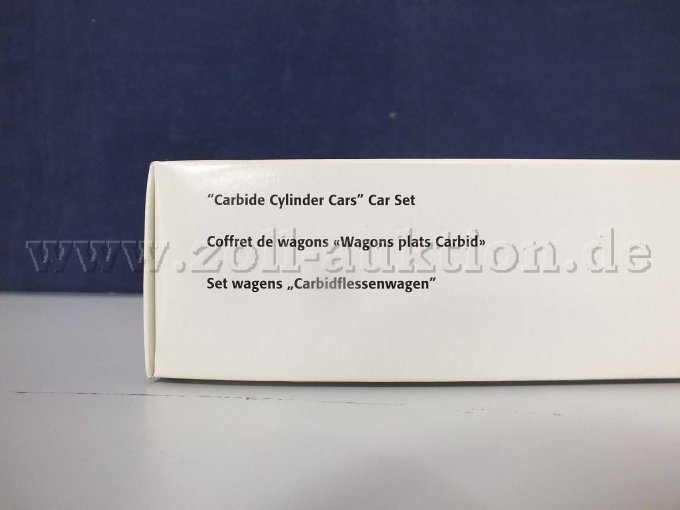 "Carbide Cylinder Cars" Car Set
Coffret de wagons «Wagons plats Carbid»
www.zoll-auktion.de
Set wagens „Carbidflessenwagen"